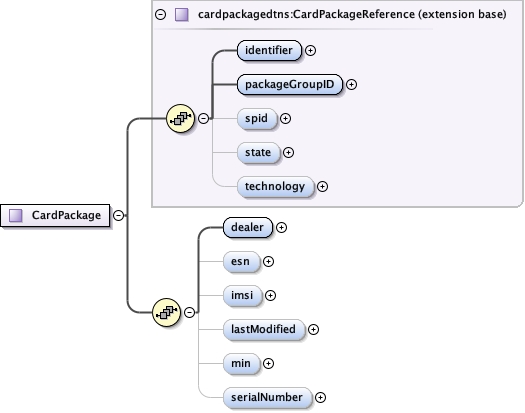 cardpackagedtns:CardPackageReference (extension base)
identifier
packageGroupID
spid
state
technology
CardPackage
dealer
esn
imsi
lastModified
min
serialNumber